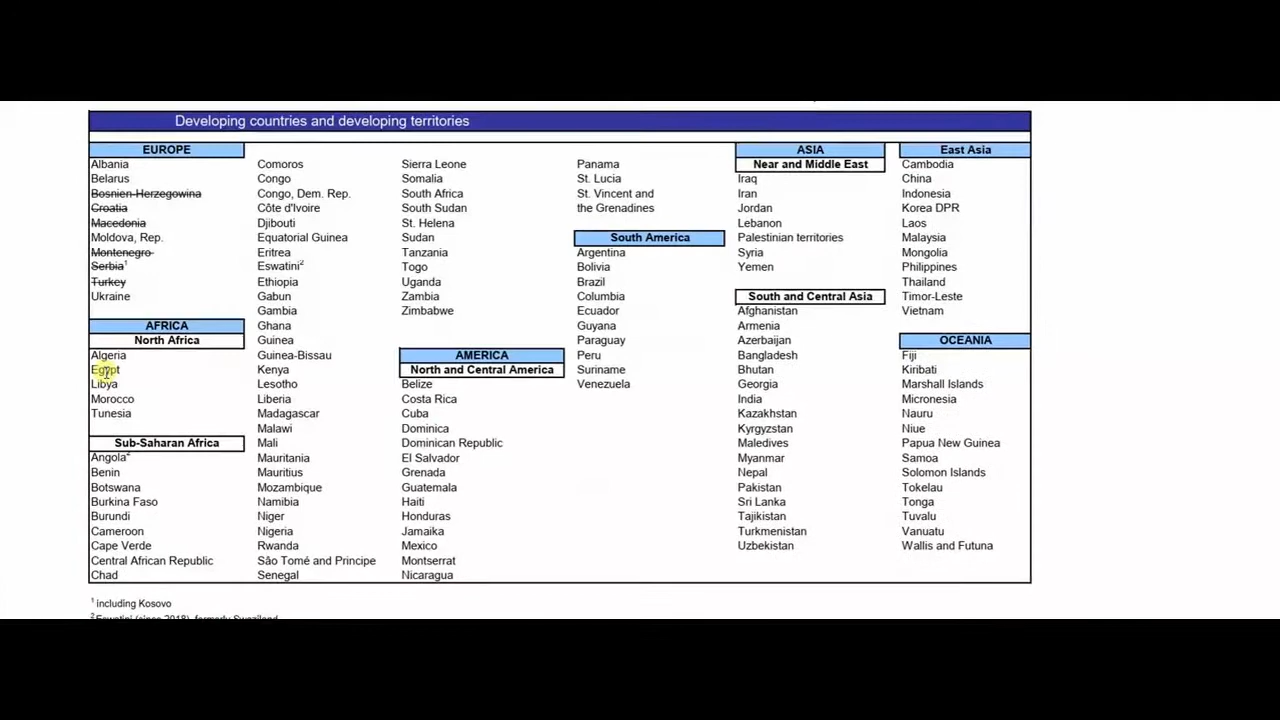 Developing countries and developing territories
EUROPE
Albania
Belarus
Bosnien-Herzegowina
Croatia
Macedonia
Moldova, Rep.
Montenegro
Serbia¹
Turkey
Ukraine
AFRICA
North Africa
Algeria
Egypt
Libya
Morocco
Tunesia
Sub-Saharan Africa
Angola²
Benin
Botswana
Burkina Faso
Burundi
Cameroon
Cape Verde
Central African Republic
Chad
Comoros
Congo
Congo, Dem. Rep.
Côte d'Ivoire
Djibouti
Equatorial Guinea
Eritrea
Eswatini²
Ethiopia
Gabun
Gambia
Ghana
Guinea
Guinea-Bissau
Kenya
Lesotho
Liberia
Madagascar
Malawi
Mali
Mauritania
Mauritius
Mozambique
Namibia
Niger
Nigeria
Rwanda
Sâo Tomé and Principe
Senegal
Sierra Leone
Somalia
South Africa
South Sudan
St. Helena
Sudan
Tanzania
Togo
Uganda
Zambia
Zimbabwe
AMERICA
North and Central America
Belize
Costa Rica
Cuba
Dominica
Dominican Republic
El Salvador
Grenada
Guatemala
Haiti
Honduras
Jamaika
Mexico
Montserrat
Nicaragua
Panama
St. Lucia
St. Vincent and
the Grenadines
South America
Argentina
Bolivia
Brazil
Columbia
Ecuador
Guyana
Paraguay
Peru
Suriname
Venezuela
ASIA
Near and Middle East
Iraq
Iran
Jordan
Lebanon
Palestinian territories
Syria
Yemen
South and Central Asia
Afghanistan
Armenia
Azerbaijan
Bangladesh
Bhutan
Georgia
India
Kazakhstan
Kyrgyzstan
Maledives
Myanmar
Nepal
Pakistan
Sri Lanka
Tajikistan
Turkmenistan
Uzbekistan
East Asia
Cambodia
China
Indonesia
Korea DPR
Laos
Malaysia
Mongolia
Philippines
Thailand
Timor-Leste
Vietnam
OCEANIA
Fiji
Kiribati
Marshall Islands
Micronesia
Nauru
Niue
Papua New Guinea
Samoa
Solomon Islands
Tokelau
Tonga
Tuvalu
Vanuatu
Wallis and Futuna
¹ including Kosovo
² Eswatini (since 2018), formerly Swaziland